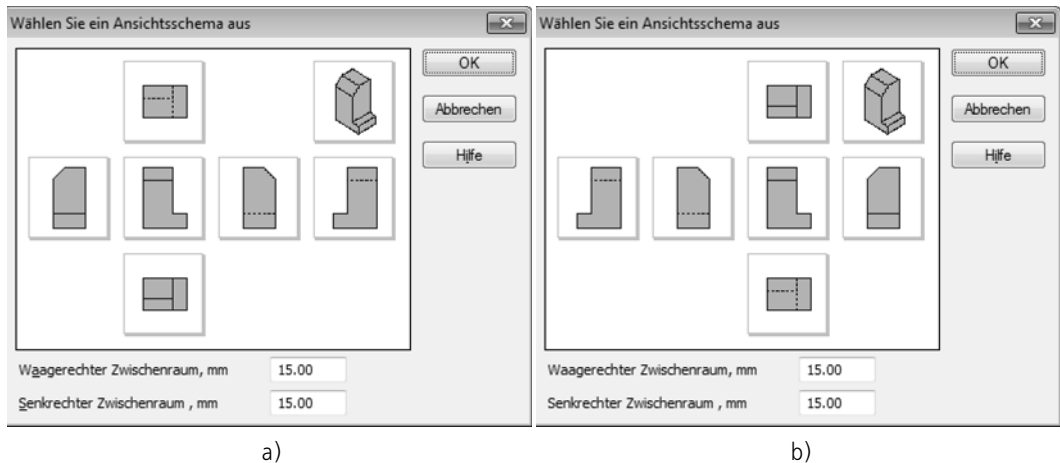 Wählen Sie ein Ansichtsschema aus
OK
Abbrechen
Hilfe
Waagerechter Zwischenraum, mm 15.00
Senkrechter Zwischenraum , mm 15.00
a)
Wählen Sie ein Ansichtsschema aus
OK
Abbrechen
Hilfe
Waagerechter Zwischenraum, mm 15.00
Senkrechter Zwischenraum , mm 15.00
b)